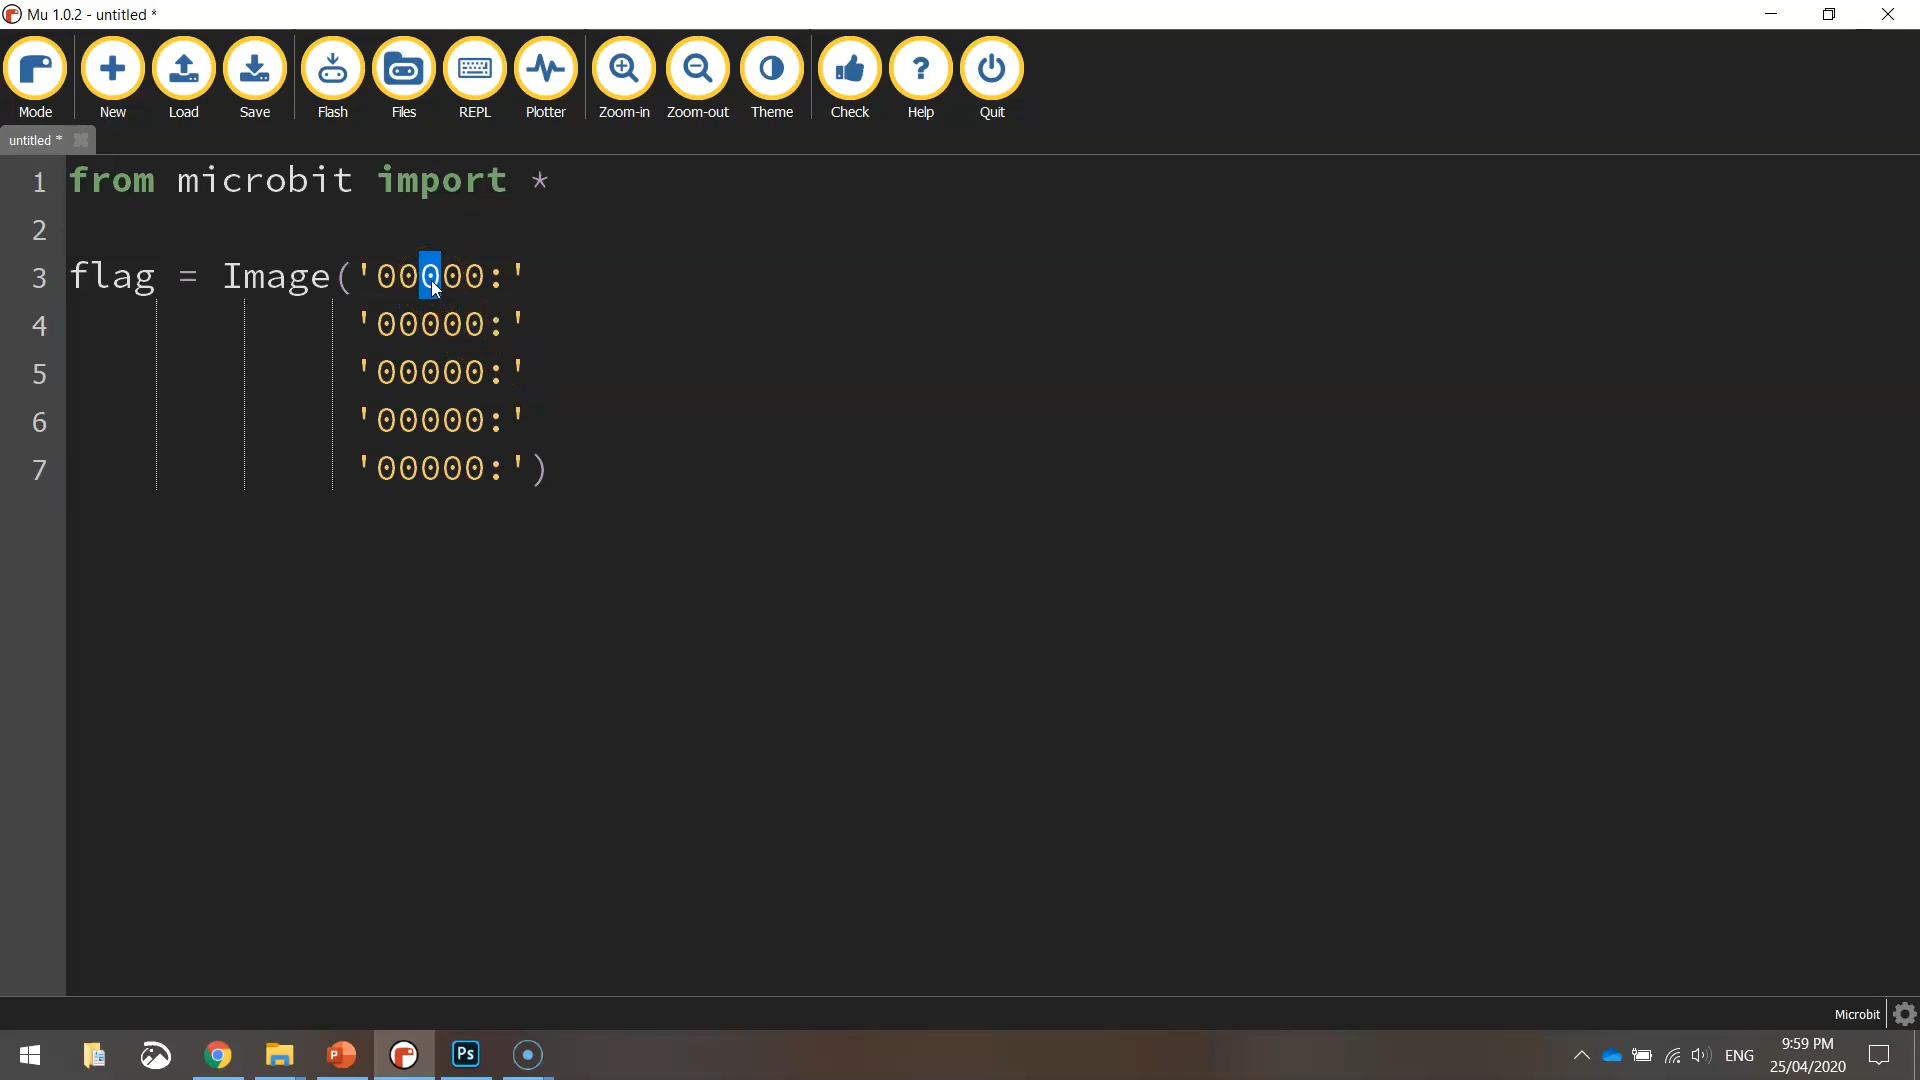 Mu 1.0.2 - untitled *
Mode New Load Save Flash Files REPL Plotter Zoom-in Zoom-out Theme Check Help Quit
untitled *
1 from microbit import *
2
3 flag = Image('00000:'
4 '00000:'
5 '00000:'
6 '00000:'
7 '00000:')
Microbit
P Ps ENG 9:59 PM
25/04/2020